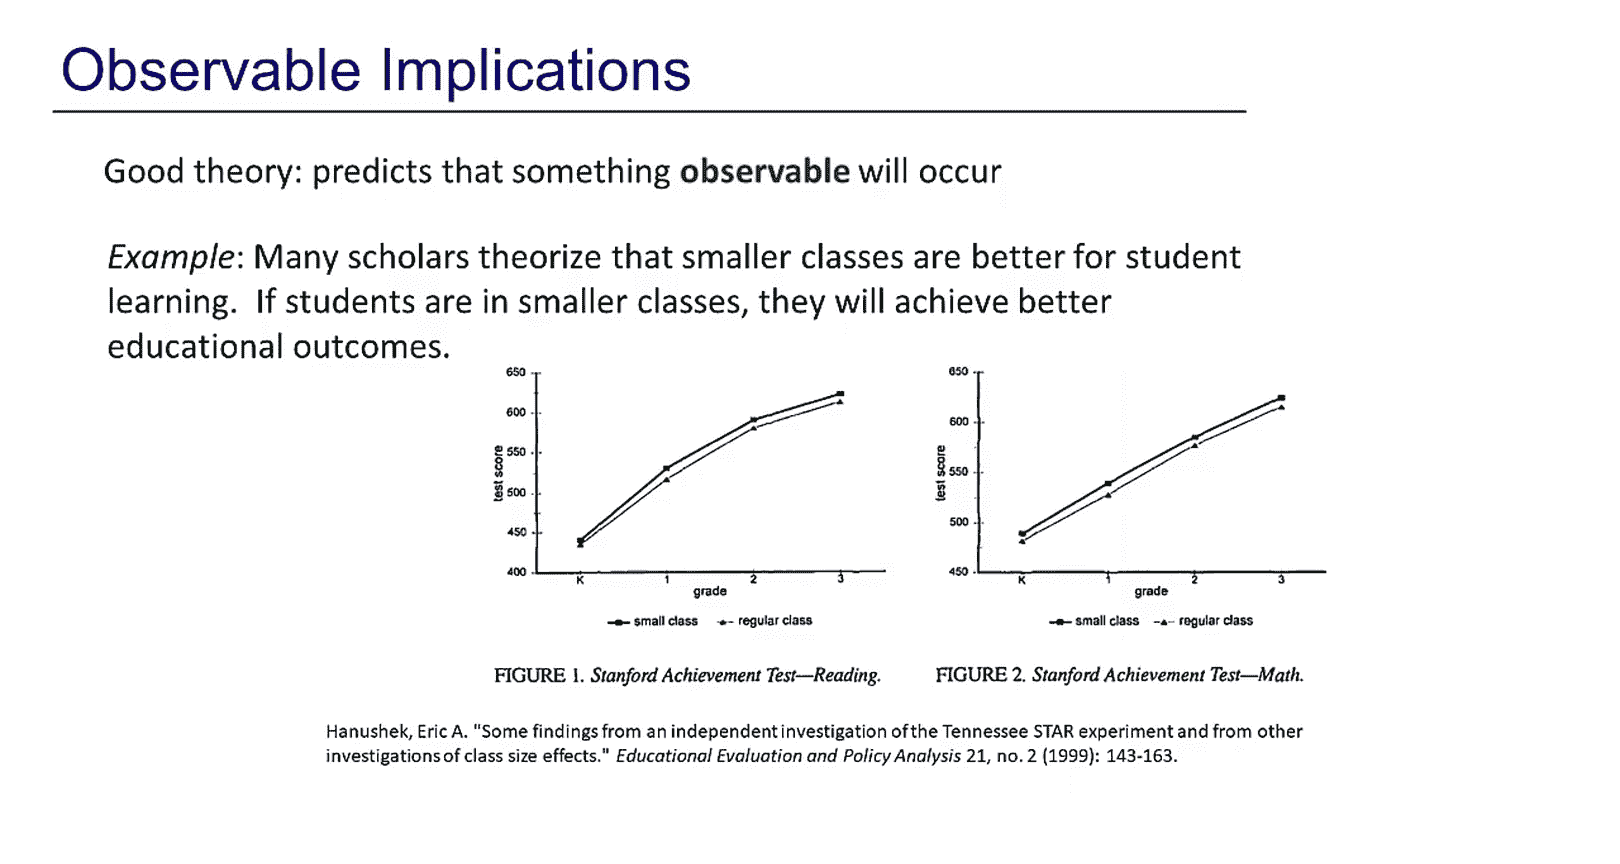 Observable Implications
Good theory: predicts that something observable will occur
Example: Many scholars theorize that smaller classes are better for student
learning.  If students are in smaller classes, they will achieve better
educational outcomes.
650
600
550
500
450
400
test score
K 1 2 3
grade
small class regular class
FIGURE 1. Stanford Achievement Test—Reading.
650
600
550
500
450
test score
K 1 2 3
grade
small class regular class
FIGURE 2. Stanford Achievement Test—Math.
Hanushek, Eric A. "Some findings from an independent investigation of the Tennessee STAR experiment and from other
investigations of class size effects." Educational Evaluation and Policy Analysis 21, no. 2 (1999): 143-163.